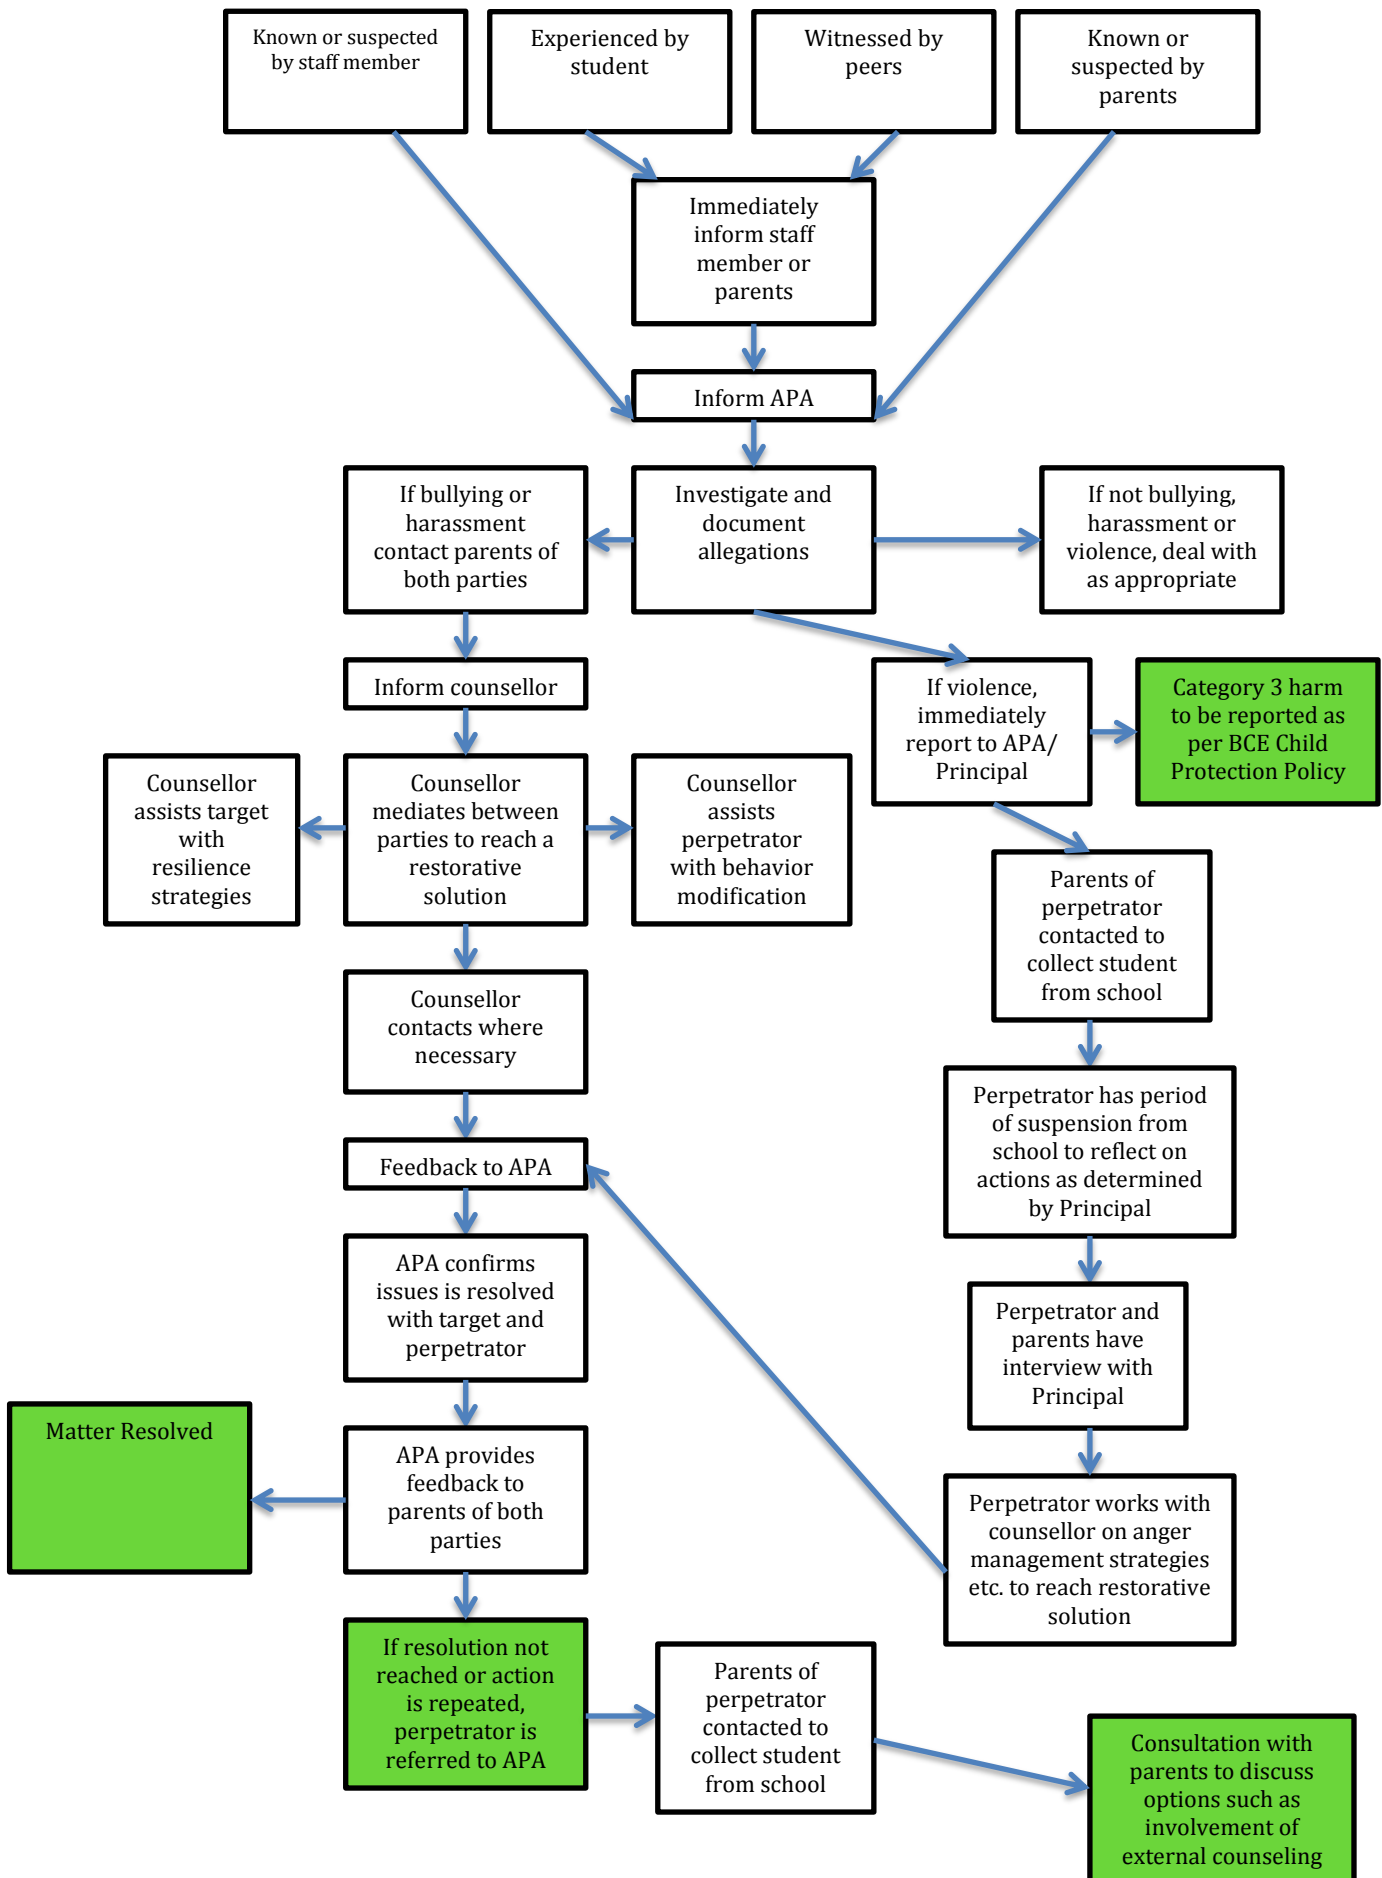 Known or suspected
by staff member
Experienced by
student
Witnessed by
peers
Known or
suspected by
parents
Immediately
inform staff
member or
parents
Inform APA
If bullying or
harassment
contact parents of
both parties
Investigate and
document
allegations
If not bullying,
harassment or
violence, deal with
as appropriate
Inform counsellor
If violence,
immediately
report to APA/
Principal
Category 3 harm
to be reported as
per BCE Child
Protection Policy
Counsellor
assists target
with
resilience
strategies
Counsellor
mediates between
parties to reach a
restorative
solution
Counsellor
assists
perpetrator
with behavior
modification
Parents of
perpetrator
contacted to
collect student
from school
Counsellor
contacts where
necessary
Perpetrator has period
of suspension from
school to reflect on
actions as determined
by Principal
Feedback to APA
APA confirms
issues is resolved
with target and
perpetrator
Perpetrator and
parents have
interview with
Principal
Matter Resolved
APA provides
feedback to
parents of both
parties
Perpetrator works with
counsellor on anger
management strategies
etc. to reach restorative
solution
If resolution not
reached or action
is repeated,
perpetrator is
referred to APA
Parents of
perpetrator
contacted to
collect student
from school
Consultation with
parents to discuss
options such as
involvement of
external counseling